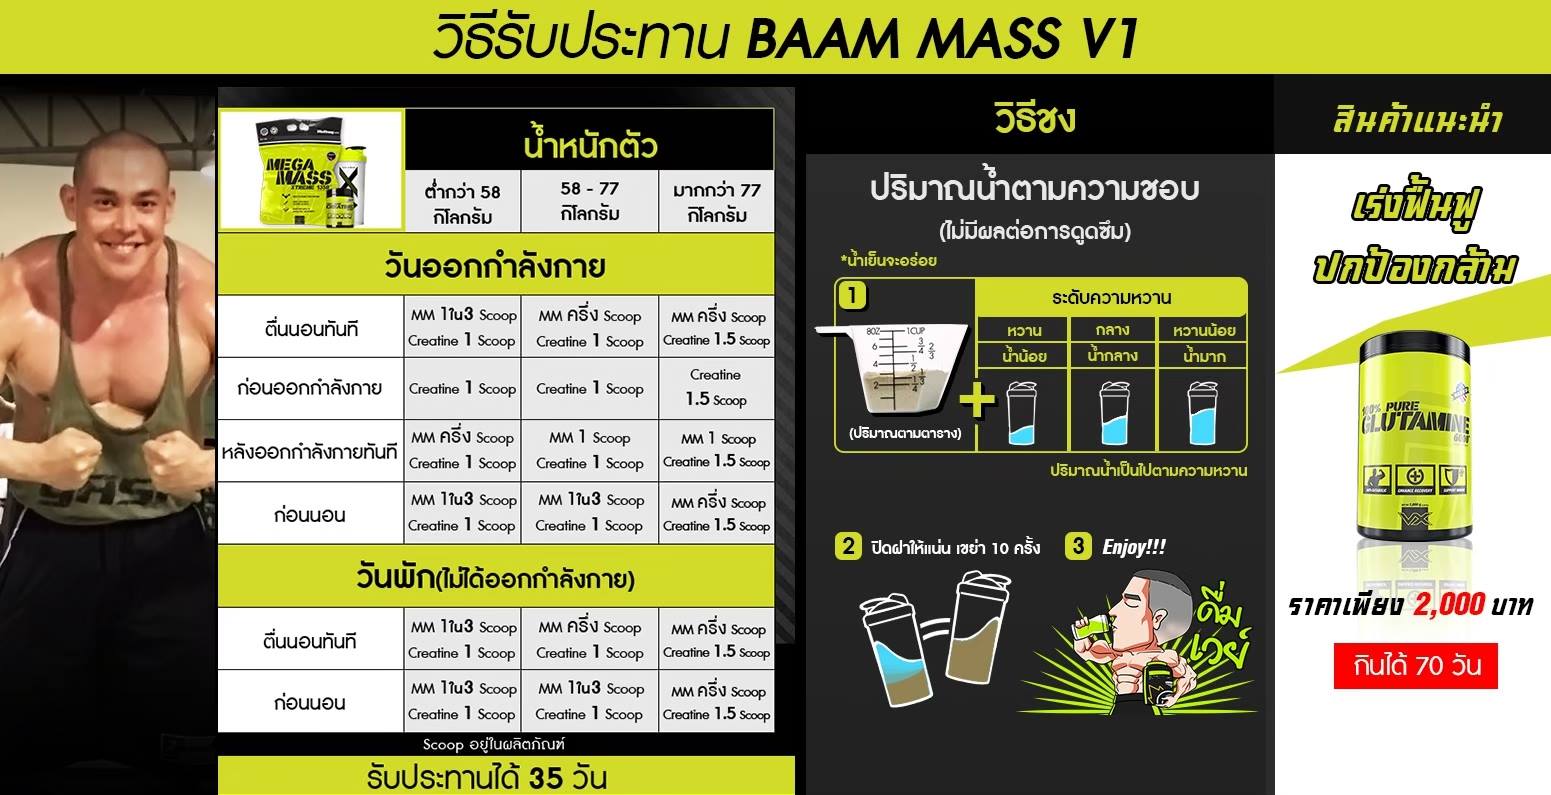 วิธีรับประทาน BAAM MASS V1
MEGA
MASS
น้ำหนักตัว
ต่ำกว่า 58 กิโลกรัม
58 - 77 กิโลกรัม
มากกว่า 77 กิโลกรัม
วันออกกำลังกาย
ตื่นนอนทันที
MM 1ใน3 Scoop
Creatine 1 Scoop
MM ครึ่ง Scoop
Creatine 1 Scoop
MM ครึ่ง Scoop
Creatine 1.5 Scoop
ก่อนออกกำลังกาย
Creatine 1 Scoop
Creatine 1 Scoop
Creatine
1.5 Scoop
หลังออกกำลังกายทันที
MM ครึ่ง Scoop
Creatine 1 Scoop
MM 1 Scoop
Creatine 1 Scoop
MM 1 Scoop
Creatine 1.5 Scoop
ก่อนนอน
MM 1ใน3 Scoop
Creatine 1 Scoop
MM 1ใน3 Scoop
Creatine 1 Scoop
MM ครึ่ง Scoop
Creatine 1.5 Scoop
วันพัก(ไม่ได้ออกกำลังกาย)
ตื่นนอนทันที
MM 1ใน3 Scoop
Creatine 1 Scoop
MM ครึ่ง Scoop
Creatine 1 Scoop
MM ครึ่ง Scoop
Creatine 1.5 Scoop
ก่อนนอน
MM 1ใน3 Scoop
Creatine 1 Scoop
MM 1ใน3 Scoop
Creatine 1 Scoop
MM ครึ่ง Scoop
Creatine 1.5 Scoop
Scoop อยู่ในผลิตภัณฑ์
รับประทานได้ 35 วัน
วิธีชง
ปริมาณน้ำตามความชอบ
(ไม่มีผลต่อการดูดซึม)
*น้ำเย็นจะอร่อย
1
8OZ 1CUP
6 3/4 2/3
4 1/2
2 1/4 1/3
(ปริมาณตามตาราง)
+
ระดับความหวาน
หวาน กลาง หวานน้อย
น้ำน้อย น้ำกลาง น้ำมาก
ปริมาณน้ำเป็นไปตามความหวาน
2 ปิดฝาให้แน่น เขย่า 10 ครั้ง
3 Enjoy!!!
ดื่ม
เวย์
สินค้าแนะนำ
เร่งฟื้นฟู
ปกป้องกล้าม
100% PURE
GLUTAMINE
VX
ราคาเพียง 2,000 บาท
กินได้ 70 วัน